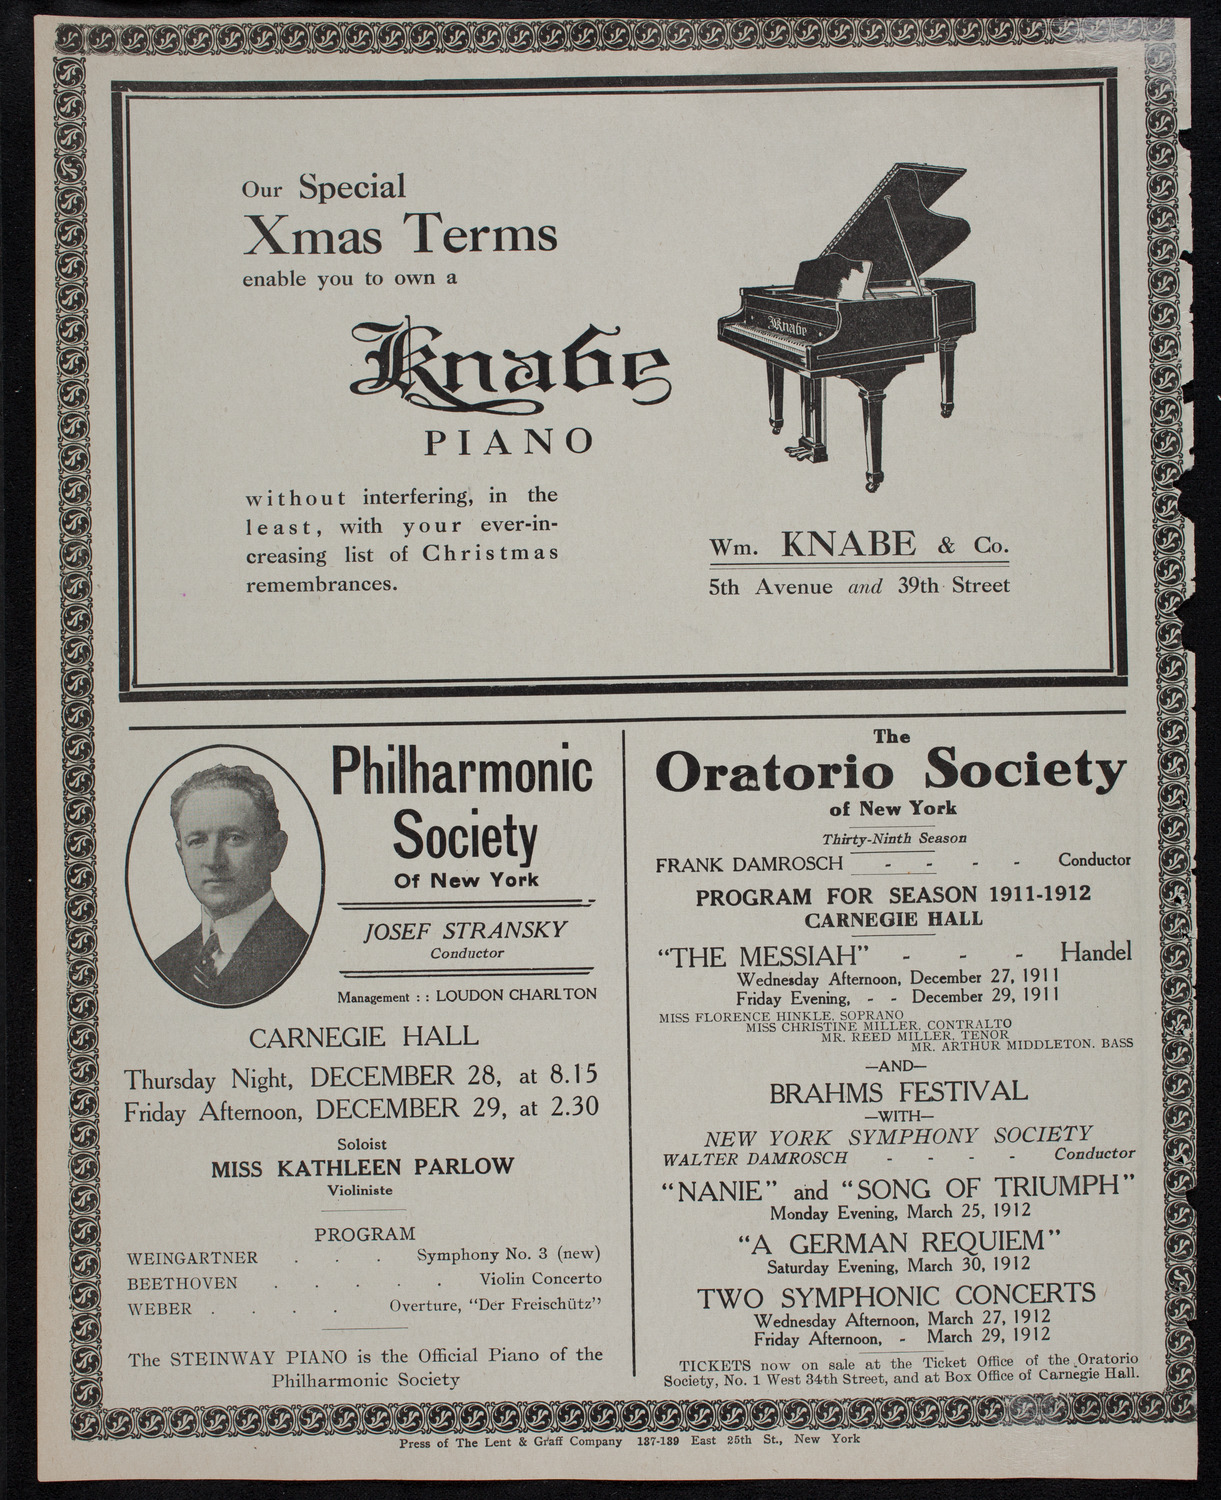 Our Special
Xmas Terms
enable you to own a
Knabe
PIANO
without interfering, in the
least, with your ever-in-
creasing list of Christmas
remembrances.
Knabe
Wm. KNABE & Co.
5th Avenue and 39th Street
Philharmonic
Society
Of New York
JOSEF STRANSKY
Conductor
Management : : LOUDON CHARLTON
CARNEGIE HALL
Thursday Night, DECEMBER 28, at 8.15
Friday Afternoon, DECEMBER 29, at 2.30
Soloist
MISS KATHLEEN PARLOW
Violiniste
PROGRAM
WEINGARTNER . . . Symphony No. 3 (new)
BEETHOVEN . . . . . Violin Concerto
WEBER . . . . Overture, "Der Freischütz"
The STEINWAY PIANO is the Official Piano of the
Philharmonic Society
The
Oratorio Society
of New York
Thirty-Ninth Season
FRANK DAMROSCH - - - - Conductor
PROGRAM FOR SEASON 1911-1912
CARNEGIE HALL
"THE MESSIAH" - - - Handel
Wednesday Afternoon, December 27, 1911
Friday Evening, - - December 29, 1911
MISS FLORENCE HINKLE, SOPRANO
MISS CHRISTINE MILLER, CONTRALTO
MR. REED MILLER, TENOR
MR. ARTHUR MIDDLETON. BASS
—AND—
BRAHMS FESTIVAL
—WITH—
NEW YORK SYMPHONY SOCIETY
WALTER DAMROSCH - - - - Conductor
"NANIE" and "SONG OF TRIUMPH"
Monday Evening, March 25, 1912
"A GERMAN REQUIEM"
Saturday Evening, March 30, 1912
TWO SYMPHONIC CONCERTS
Wednesday Afternoon, March 27, 1912
Friday Afternoon, - March 29, 1912
TICKETS now on sale at the Ticket Office of the Oratorio
Society, No. 1 West 34th Street, and at Box Office of Carnegie Hall.
Press of The Lent & Graff Company 137-139 East 25th St., New York